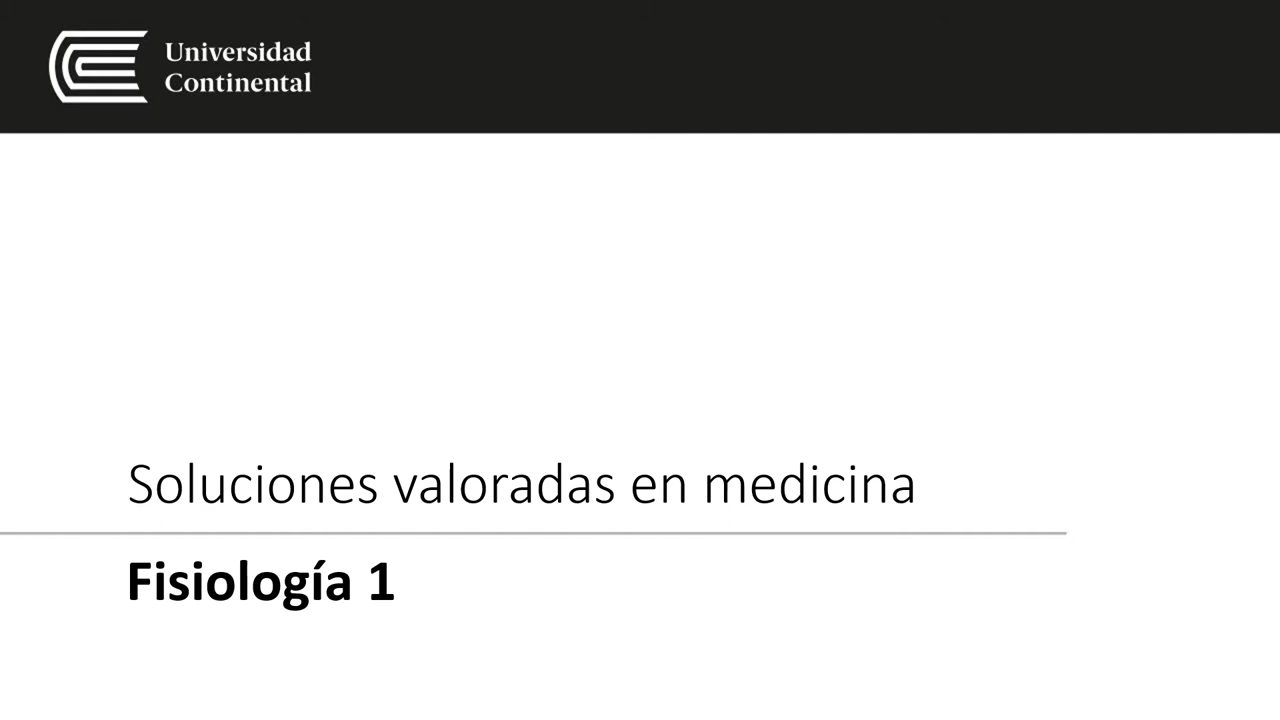 Universidad
Continental
Soluciones valoradas en medicina
Fisiología 1